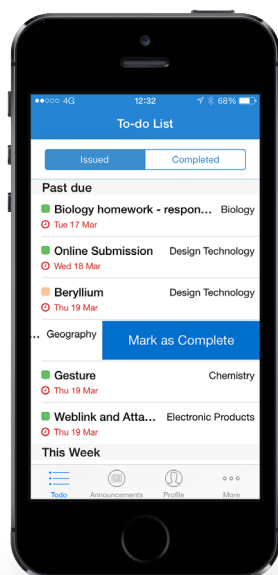 4G 12:32 68%
To-do List
Issued Completed
Past due
Biology homework - respon... Biology
Tue 17 Mar
Online Submission Design Technology
Wed 18 Mar
Beryllium Design Technology
Thu 19 Mar
... Geography Mark as Complete
Gesture Chemistry
Thu 19 Mar
Weblink and Atta... Electronic Products
Thu 19 Mar
This Week
Todo Announcements Profile More